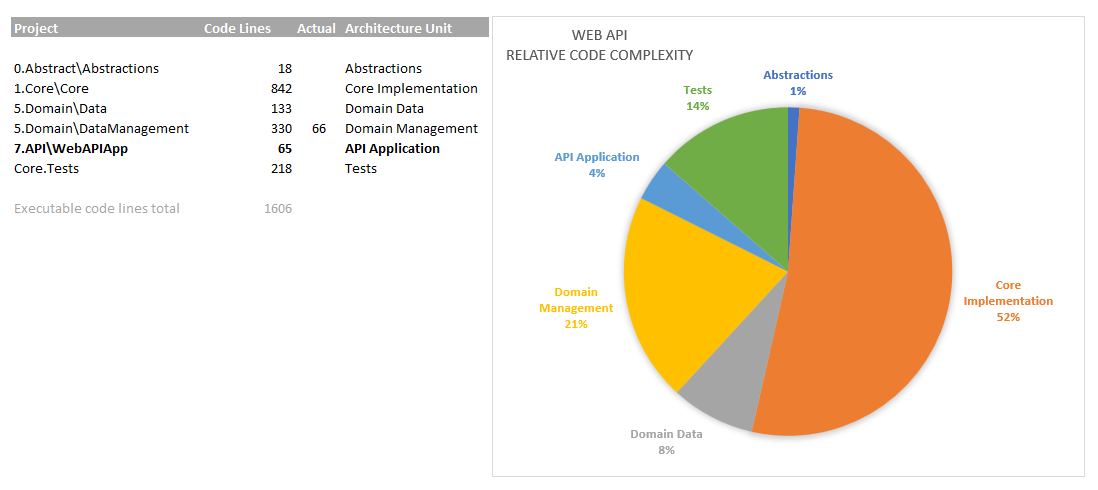 Project Code Lines Actual Architecture Unit
0.Abstract\Abstractions 18 Abstractions
1.Core\Core 842 Core Implementation
5.Domain\Data 133 Domain Data
5.Domain\DataManagement 330 66 Domain Management
7.API\WebAPIApp 65 API Application
Core.Tests 218 Tests
Executable code lines total 1606
WEB API
RELATIVE CODE COMPLEXITY
Abstractions
1%
Tests
14%
API Application
4%
Core
Implementation
52%
Domain
Management
21%
Domain Data
8%